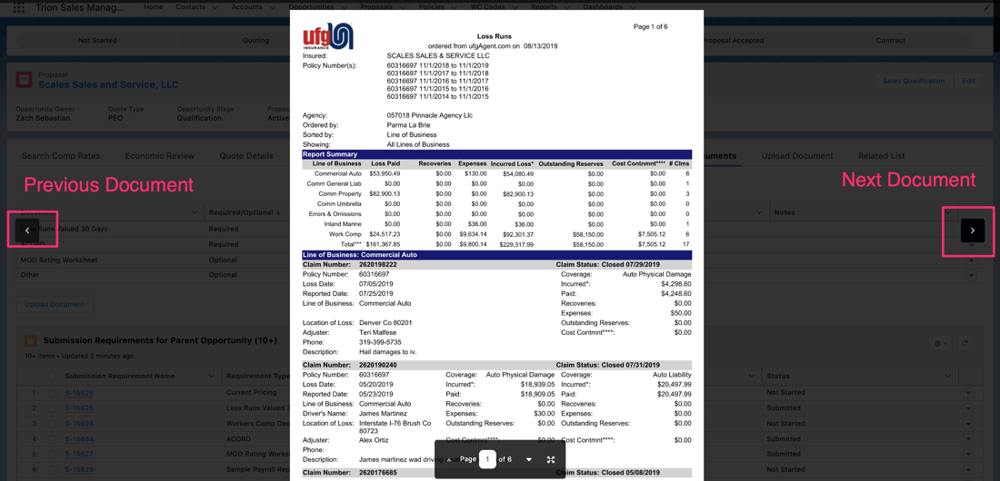 Trion Sales Manag... Home Contacts Accounts Opportunities Proposals Policies WC Codes Reports Dashboards
Not Started Quoting Proposal Accepted Contract
Proposal
Scales Sales and Service, LLC
Sales Qualification Edit
Opportunity Owner Quote Type Opportunity Stage
Zach Sebastian PEO Qualification
Search Comp Rates Economic Review Quote Details Upload Document Related List
Previous Document
Next Document
Required/Optional Notes
Runs Valued 30 Days Required
Required
MOD Rating Worksheet Optional
Other Optional
Upload Document
Submission Requirements for Parent Opportunity (10+)
10+ items • Updated 2 minutes ago
Submission Requirement Name Requirement Type Status
1 S-15625 Current Pricing Not Started
2 S-15626 Loss Runs Valued 3 Submitted
3 S-15628 Workers Comp Dec Not Started
4 S-15634 ACORD Submitted
5 S-15627 MOD Rating Works Submitted
6 S-15629 Sample Payroll Rep Not Started
ufg
INSURANCE
Page 1 of 6
Loss Runs
ordered from ufgAgent.com on 08/13/2019
Insured: SCALES SALES & SERVICE LLC
Policy Number(s): 60316697 11/1/2018 to 11/1/2019
60316697 11/1/2017 to 11/1/2018
60316697 11/1/2016 to 11/1/2017
60316697 11/1/2015 to 11/1/2016
60316697 11/1/2014 to 11/1/2015
Agency: 057018 Pinnacle Agency Llc
Ordered by: Parma La Brie
Sorted by: Line of Business
Showing: All Lines of Business
Report Summary
Line of Business Loss Paid Recoveries Expenses Incurred Loss* Outstanding Reserves Cost Contnmnt**** # Clms
Commercial Auto $53,950.49 $0.00 $130.00 $54,080.49 $0.00 $0.00 6
Comm General Liab $0.00 $0.00 $0.00 $0.00 $0.00 $0.00 1
Comm Property $82,900.13 $0.00 $0.00 $82,900.13 $0.00 $0.00 3
Comm Umbrella $0.00 $0.00 $0.00 $0.00 $0.00 $0.00 0
Errors & Omissions $0.00 $0.00 $0.00 $0.00 $0.00 $0.00 0
Inland Marine $0.00 $0.00 $36.00 $36.00 $0.00 $0.00 1
Work Comp $24,517.23 $0.00 $9,634.14 $92,301.37 $58,150.00 $7,505.12 6
Total*** $161,367.85 $0.00 $9.800.14 $229,317.99 $58,150.00 $7,505.12 17
Line of Business: Commercial Auto
Claim Number: 2620198222 Claim Status: Closed 07/29/2019
Policy Number: 60316697 Coverage: Auto Physical Damage
Loss Date: 07/05/2019 Incurred*: $4,298.60
Reported Date: 07/25/2019 Paid: $4,248.60
Line of Business: Commercial Auto Recoveries: $0.00
Expenses: $50.00
Location of Loss: Denver Co 80201 Outstanding Reserves: $0.00
Adjuster: Teri Malfese Cost Contmnt****: $0.00
Phone: 319-399-5735
Description: Hail damages to iv.
Claim Number: 2620190240 Claim Status: Closed 07/31/2019
Policy Number: 60316697 Coverage: Auto Physical Damage Coverage: Auto Liability
Loss Date: 05/20/2019 Incurred*: $18,939.05 Incurred*: $20,497.99
Reported Date: 05/23/2019 Paid: $18,909.05 Paid: $20,497.99
Line of Business: Commercial Auto Recoveries: $0.00 Recoveries: $0.00
Driver's Name: James Martinez Expenses: $30.00 Expenses: $0.00
Location of Loss: Interstate I-76 Brush Co Outstanding Reserves: $0.00 Outstanding Reserves: $0.00
80723
Adjuster: Alex Ortiz Cost Contmnt****: $0.00 Cost Contmnt****: $0.00
Phone:
Description: James martinez wad driving
Page 1 of 6
Claim Number: 2620176685 Claim Status: Closed 05/08/2019